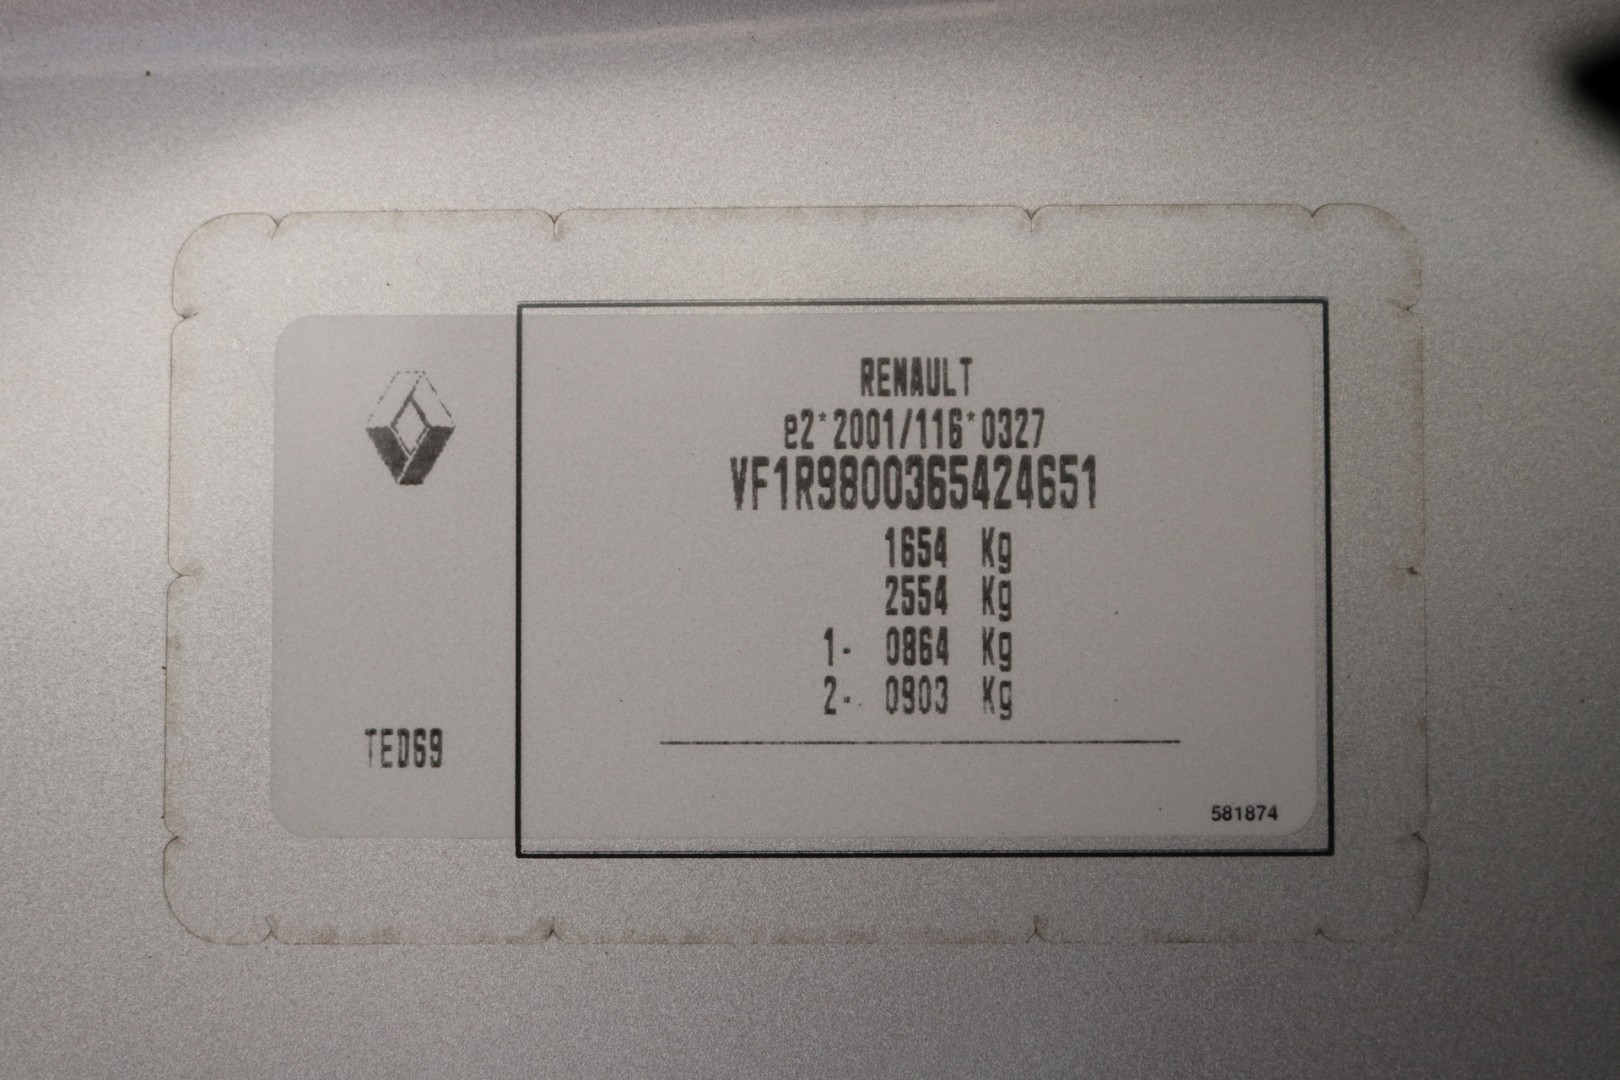 RENAULT
e2*2001/116*0327
VF1R9800365424651
1654 Kg
2554 Kg
1- 0864 Kg
2- 0903 Kg
TED69
581874